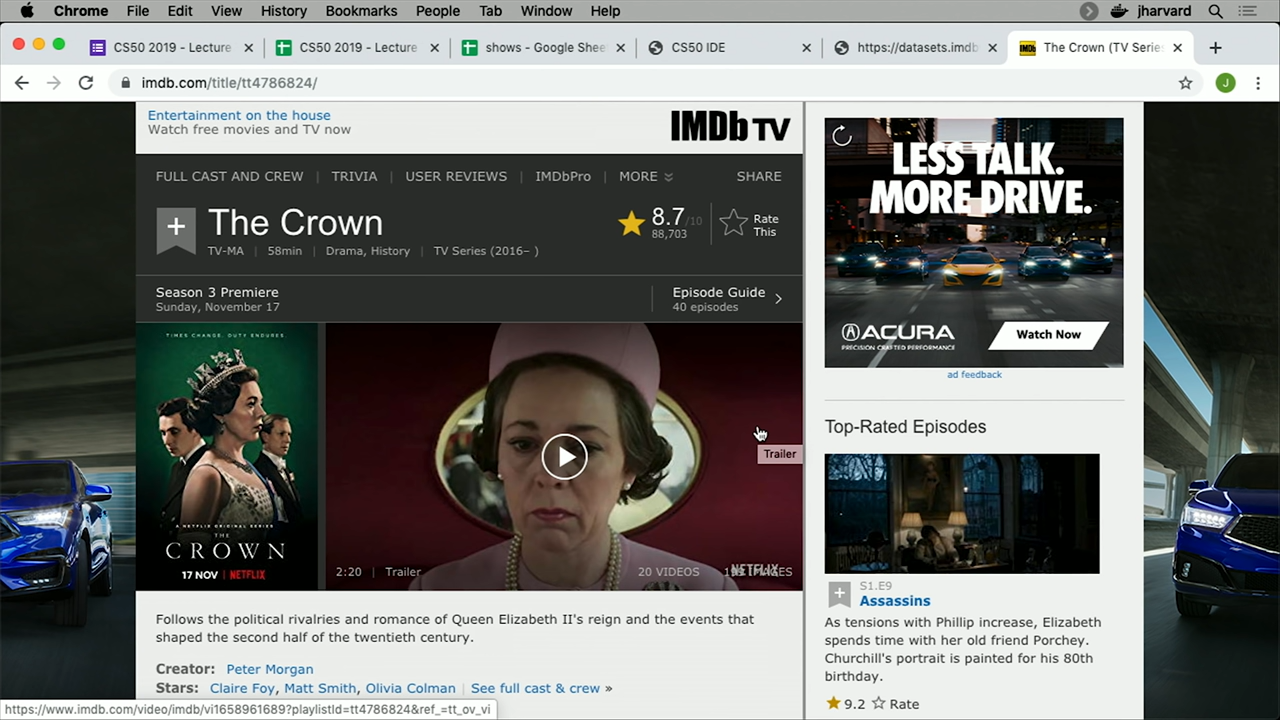 Chrome File Edit View History Bookmarks People Tab Window Help jharvard
CS50 2019 - Lecture CS50 2019 - Lecture shows - Google Shee CS50 IDE https://datasets.imdb The Crown (TV Serie
imdb.com/title/tt4786824/ J
Entertainment on the house
Watch free movies and TV now
IMDb TV
FULL CAST AND CREW | TRIVIA | USER REVIEWS | IMDbPro | MORE SHARE
The Crown
8.7/10
88,703
Rate This
TV-MA | 58min | Drama, History | TV Series (2016– )
Season 3 Premiere
Sunday, November 17
Episode Guide
40 episodes
TIMES CHANGE. DUTY ENDURES.
A NETFLIX ORIGINAL SERIES
THE
CROWN
17 NOV | NETFLIX
2:20 | Trailer
20 VIDEOS
NETFLIX
Trailer
Follows the political rivalries and romance of Queen Elizabeth II's reign and the events that
shaped the second half of the twentieth century.
Creator: Peter Morgan
Stars: Claire Foy, Matt Smith, Olivia Colman | See full cast & crew »
https://www.imdb.com/video/imdb/vi1658961689?playlistId=tt4786824&ref_=tt_ov_vi
LESS TALK.
MORE DRIVE.
ACURA
PRECISION CRAFTED PERFORMANCE
Watch Now
ad feedback
Top-Rated Episodes
S1.E9
Assassins
As tensions with Phillip increase, Elizabeth
spends time with her old friend Porchey.
Churchill's portrait is painted for his 80th
birthday.
9.2 Rate